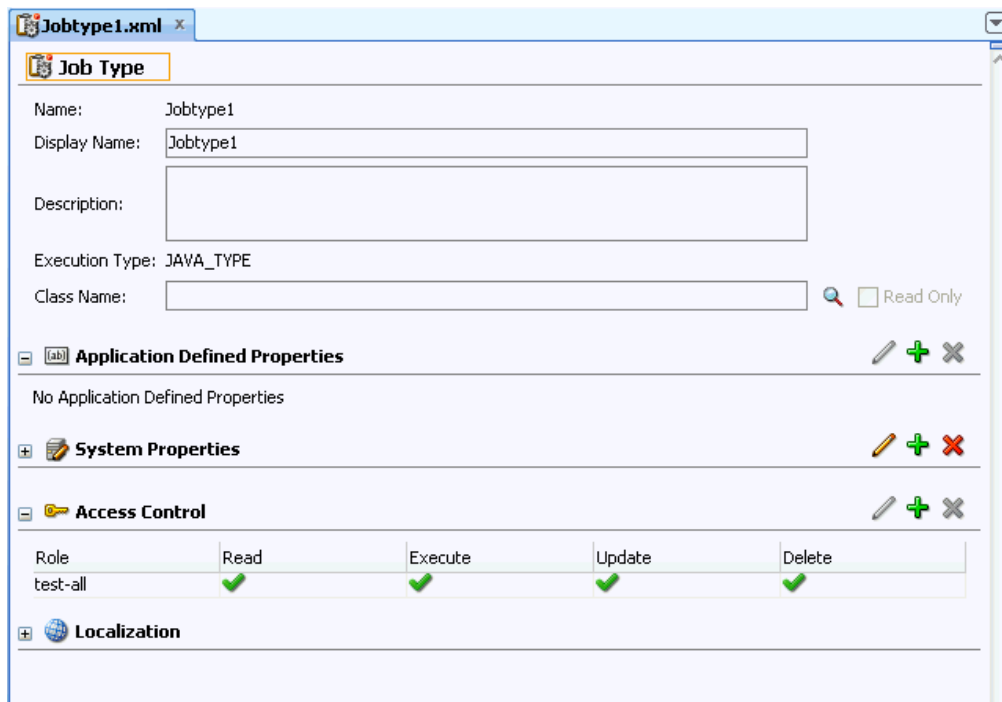 Jobtype1.xml
Job Type
Name: Jobtype1
Display Name: Jobtype1
Description:
Execution Type: JAVA_TYPE
Class Name: Read Only
Application Defined Properties
No Application Defined Properties
System Properties
Access Control
Role Read Execute Update Delete
test-all
Localization